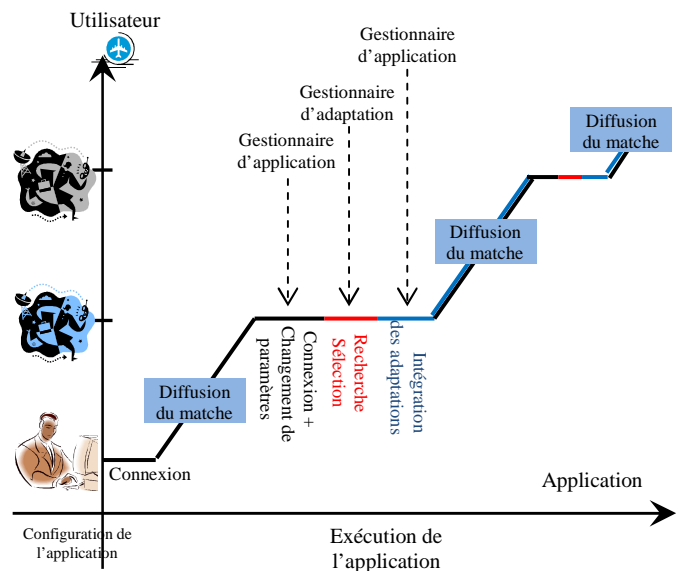 Utilisateur
Gestionnaire
d’application
Gestionnaire
d’adaptation
Gestionnaire
d’application
Diffusion
du matche
Diffusion
du matche
Diffusion
du matche
Connexion +
Changement de
paramètres
Recherche
Sélection
Intégration
des adaptations
Connexion
Application
Configuration de
l’application
Exécution de
l’application